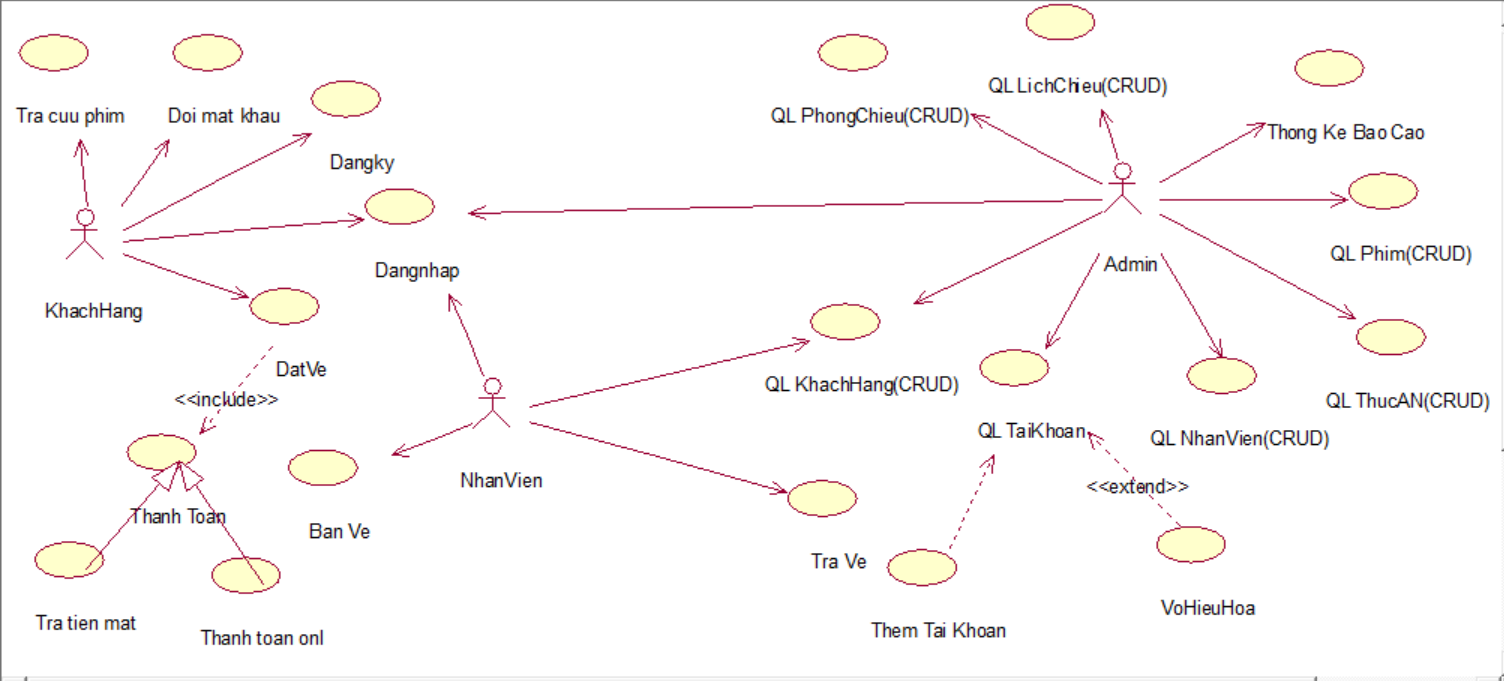 Tra cuu phim
Doi mat khau
Dangky
Dangnhap
KhachHang
DatVe
<<include>>
Thanh Toan
Tra tien mat
Thanh toan onl
Ban Ve
NhanVien
Tra Ve
QL PhongChieu(CRUD)
QL LichChieu(CRUD)
Thong Ke Bao Cao
Admin
QL Phim(CRUD)
QL KhachHang(CRUD)
QL TaiKhoan
QL NhanVien(CRUD)
QL ThucAN(CRUD)
<<extend>>
Them Tai Khoan
VoHieuHoa